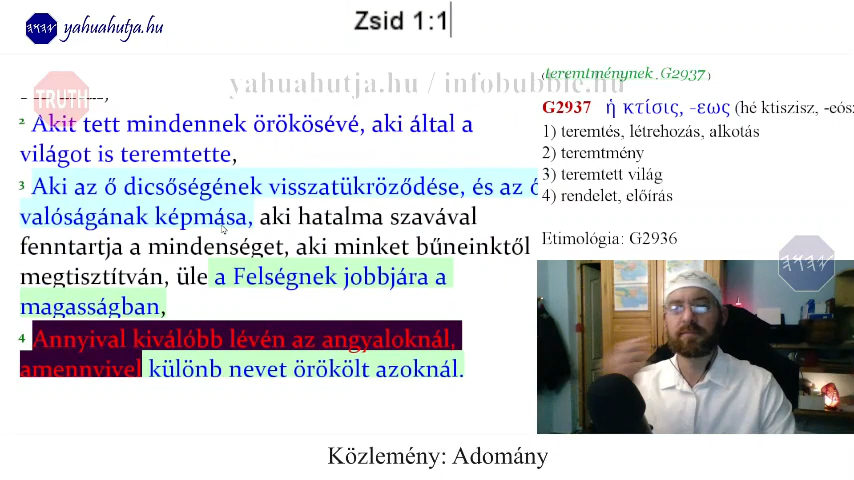 yahuahutja.hu
Zsid 1:1
yahuahutja.hu / infobubble.hu
TRUTH
(teremtménynek .G2937 )
G2937 ἡ κτίσις, -εως (hé ktiszisz, -eósz
1) teremtés, létrehozás, alkotás
2) teremtmény
3) teremtett világ
4) rendelet, előírás
Etimológia: G2936
2 Akit tett mindennek örökösévé, aki által a
világot is teremtette,
3 Aki az ő dicsőségének visszatükröződése, és az ő
valóságának képmása, aki hatalma szavával
fenntartja a mindenséget, aki minket bűneinktől
megtisztítván, üle a Felségnek jobbjára a
magasságban,
4 Annyival kiválóbb lévén az angyaloknál,
amennyivel különb nevet örökölt azoknál.
Közlemény: Adomány